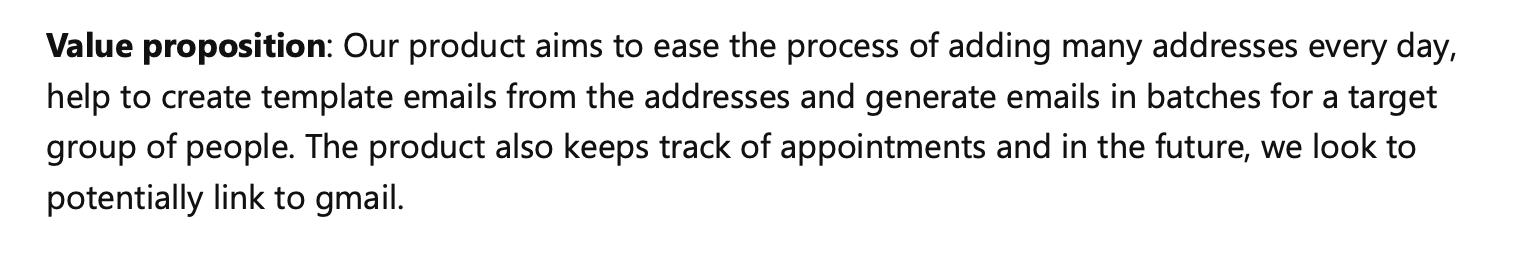 Value proposition: Our product aims to ease the process of adding many addresses every day,
help to create template emails from the addresses and generate emails in batches for a target
group of people. The product also keeps track of appointments and in the future, we look to
potentially link to gmail.